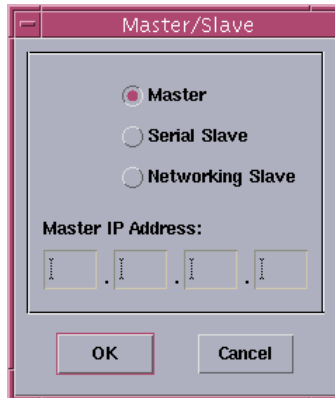 Master/Slave
Master
Serial Slave
Networking Slave
Master IP Address:
. . .
OK Cancel